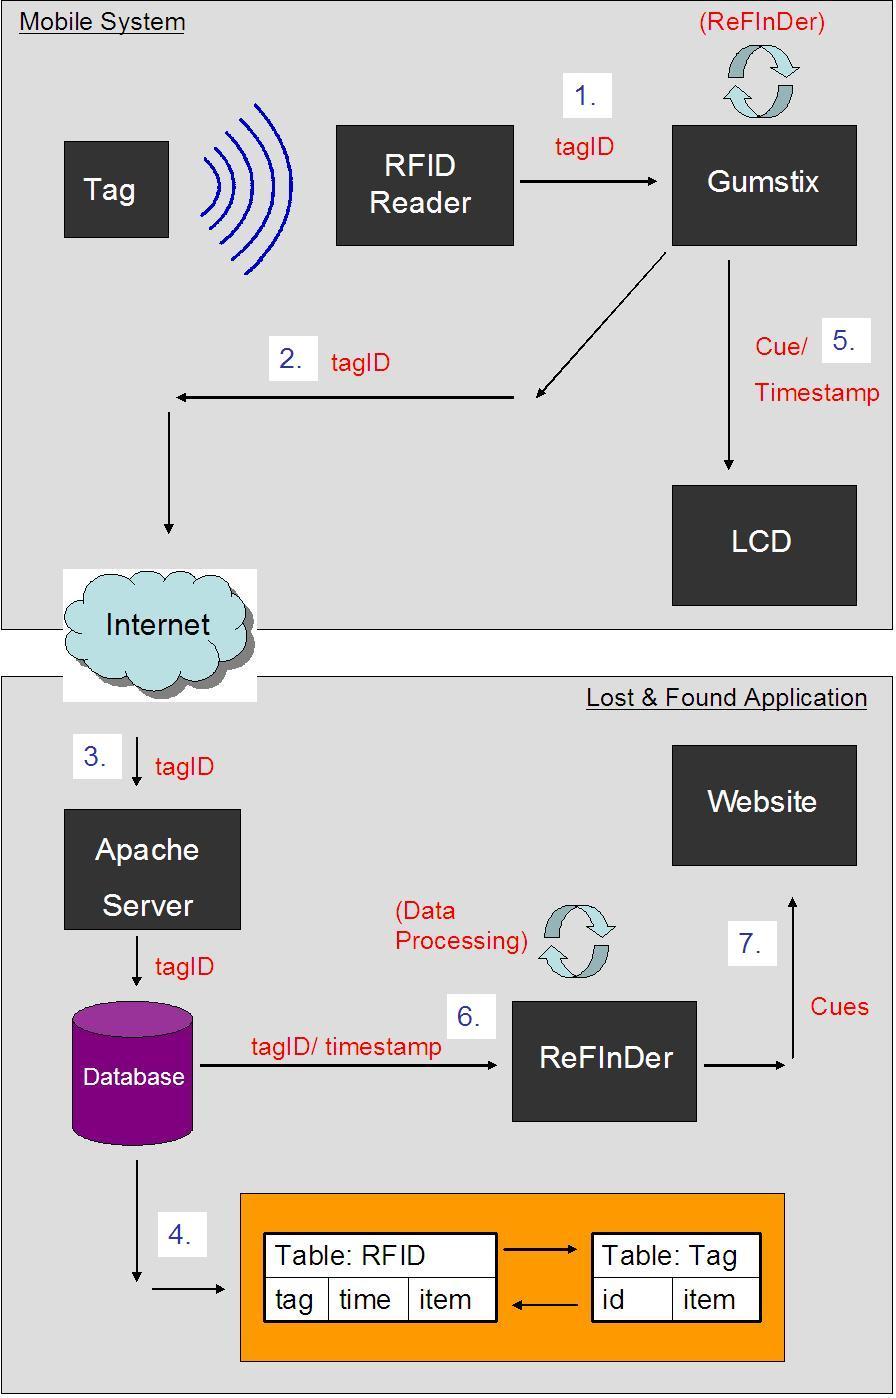 Mobile System
(ReFInDer)
1.
tagID
Tag
RFID
Reader
Gumstix
2.
tagID
Cue/
5.
Timestamp
LCD
Internet
Lost & Found Application
3.
tagID
Website
Apache
Server
(Data
Processing)
7.
tagID
6.
Cues
tagID/ timestamp
ReFInDer
Database
4.
Table: RFID
tag time item
Table: Tag
id item